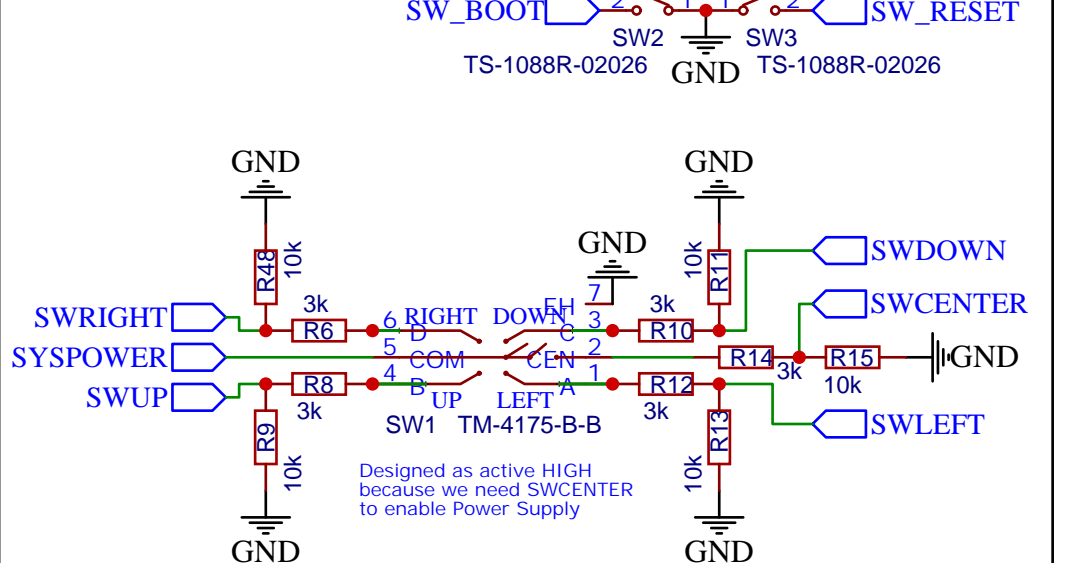 SW_BOOT 2 1 1 2 SW_RESET
SW2 SW3
TS-1088R-02026 GND TS-1088R-02026
GND GND
R48 10k 10k R11
GND
SWDOWN
7
EH
SWCENTER
3k 3k
SWRIGHT R6 6 RIGHT DOWN 3 R10
D C
SYSPOWER 5 COM CEN 2 R14 R15 GND
3k 10k
SWUP R8 4 B A 1 R12
3k UP LEFT 3k
SW1 TM-4175-B-B
SWLEFT
R9 10k 10k R13
Designed as active HIGH
because we need SWCENTER
to enable Power Supply
GND GND